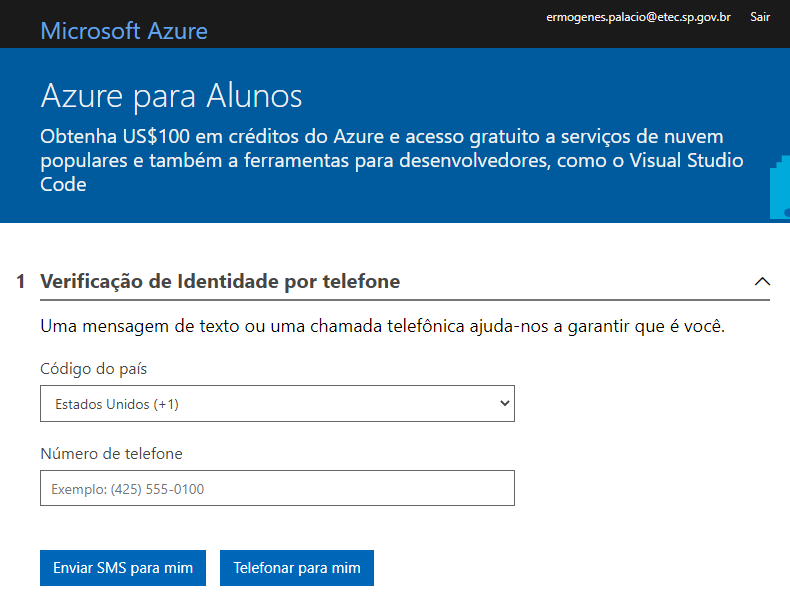 Microsoft Azure
ermogenes.palacio@etec.sp.gov.br Sair
Azure para Alunos
Obtenha US$100 em créditos do Azure e acesso gratuito a serviços de nuvem
populares e também a ferramentas para desenvolvedores, como o Visual Studio
Code
1 Verificação de Identidade por telefone
Uma mensagem de texto ou uma chamada telefônica ajuda-nos a garantir que é você.
Código do país
Estados Unidos (+1)
Número de telefone
Exemplo: (425) 555-0100
Enviar SMS para mim Telefonar para mim